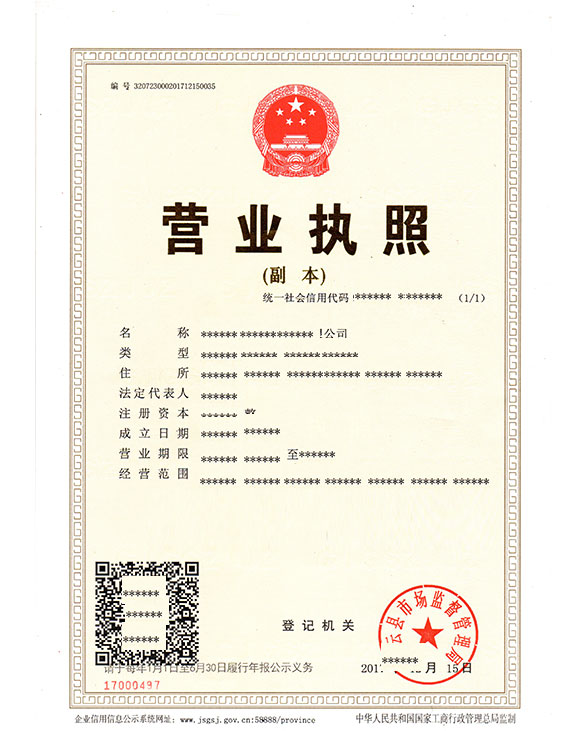 编 号 320723000201712150035
营业执照
(副 本)
统一社会信用代码 ****** ******* (1/1)
名 称 ****** ************ 公司
类 型 ****** ****** ****** ******
住 所 ****** ****** ************ ****** ******
法定代表人 ******
注册资本 ******
成立日期 ****** ******
营业期限 ****** ****** 至******
经营范围 ****** ****** ****** ****** ****** ****** ******
******
******
******
登记机关
云县市场监督管理局
请于每年1月1日至6月30日履行年报公示义务
201 ****** 月 15日
17000497
企业信用信息公示系统网址: www.jsgsj.gov.cn:58888/province
中华人民共和国国家工商行政管理总局监制